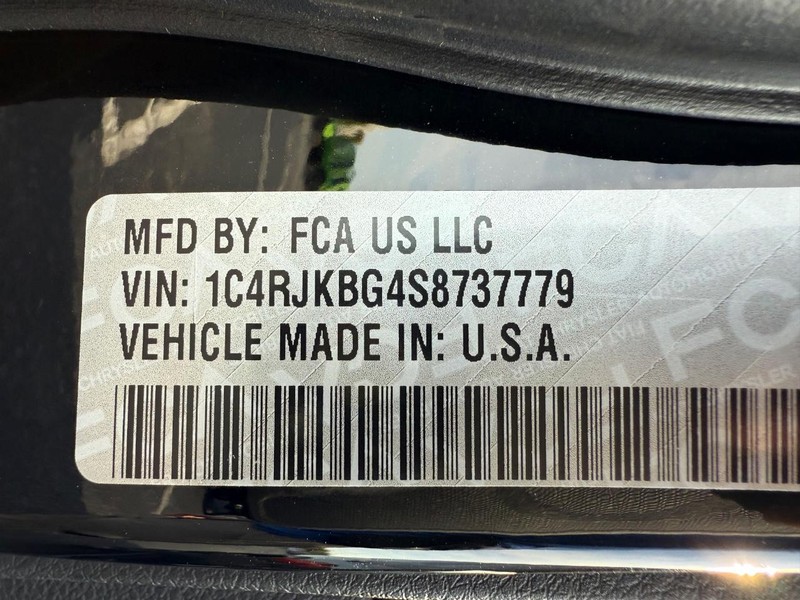 MFD BY: FCA US LLC
VIN: 1C4RJKBG4S8737779
VEHICLE MADE IN: U.S.A.